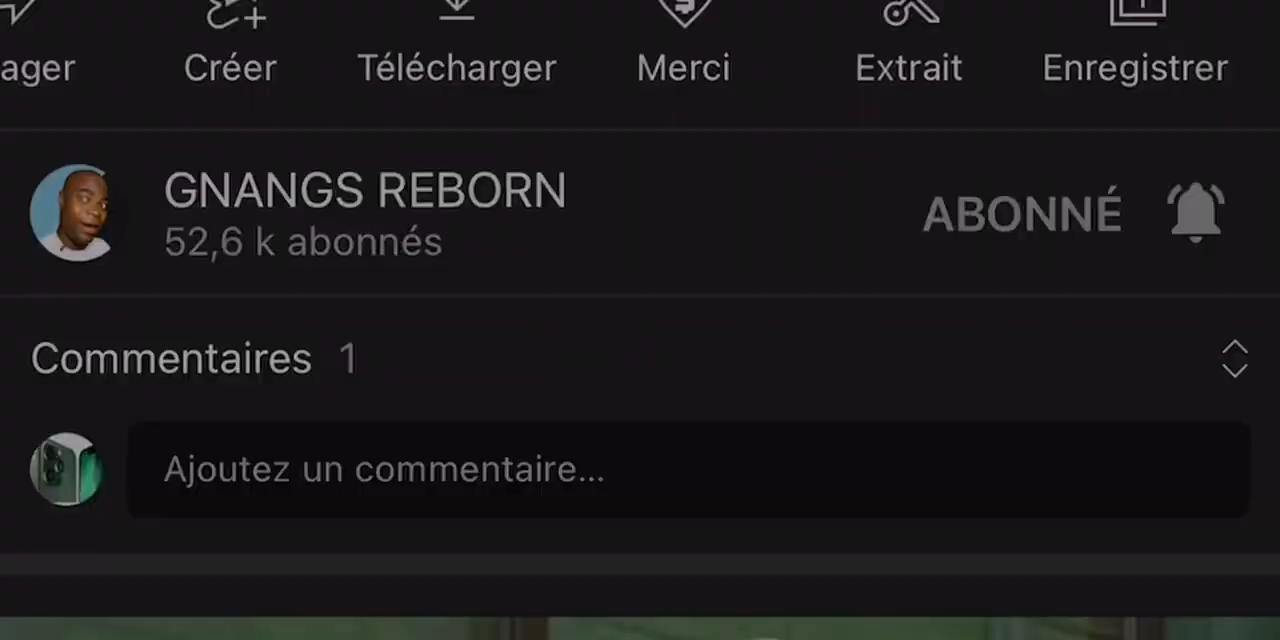 ager Créer Télécharger Merci Extrait Enregistrer
GNANGS REBORN
52,6 k abonnés
ABONNÉ
Commentaires 1
Ajoutez un commentaire...